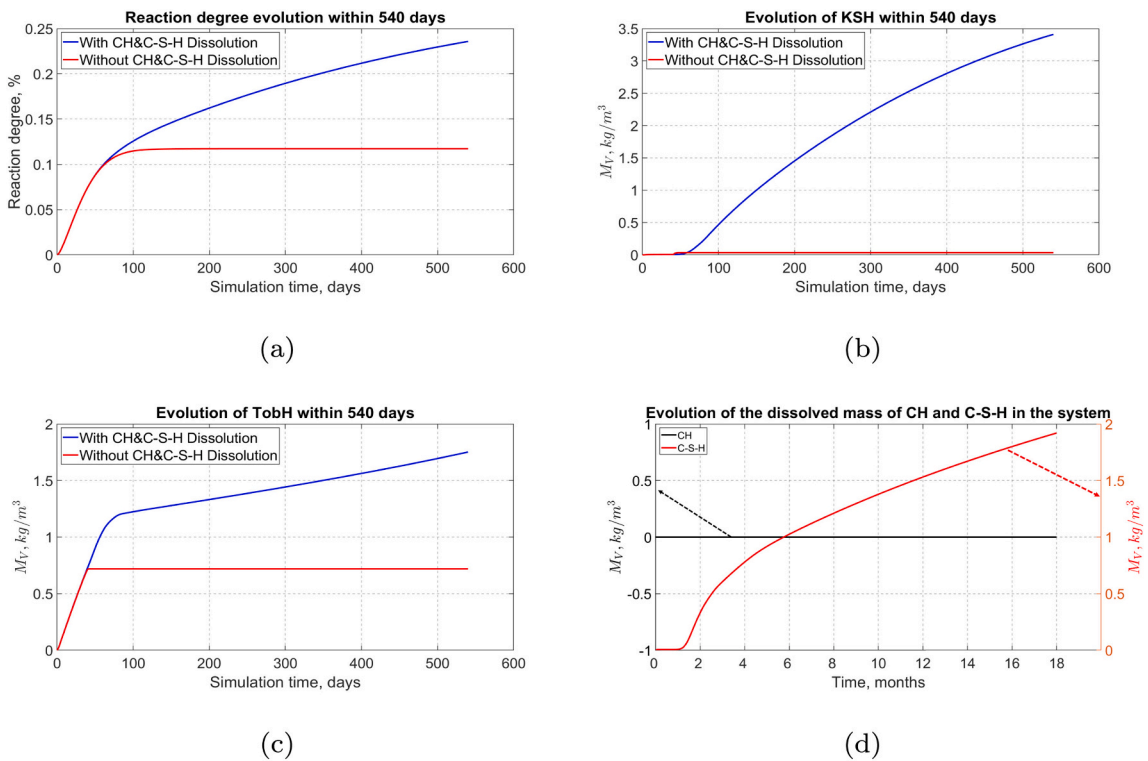 Reaction degree evolution within 540 days
With CH&C-S-H Dissolution
Without CH&C-S-H Dissolution
Reaction degree, %
0.25
0.2
0.15
0.1
0.05
0
0 100 200 300 400 500 600
Simulation time, days
(a)
Evolution of KSH within 540 days
With CH&C-S-H Dissolution
Without CH&C-S-H Dissolution
M_V, kg/m^3
3.5
3
2.5
2
1.5
1
0.5
0
0 100 200 300 400 500 600
Simulation time, days
(b)
Evolution of TobH within 540 days
With CH&C-S-H Dissolution
Without CH&C-S-H Dissolution
M_V, kg/m^3
2
1.5
1
0.5
0
0 100 200 300 400 500 600
Simulation time, days
(c)
Evolution of the dissolved mass of CH and C-S-H in the system
CH
C-S-H
M_V, kg/m^3
1
0.5
0
-0.5
-1
2
1.5
1
0.5
0
M_V, kg/m^3
0 2 4 6 8 10 12 14 16 18
Time, months
(d)